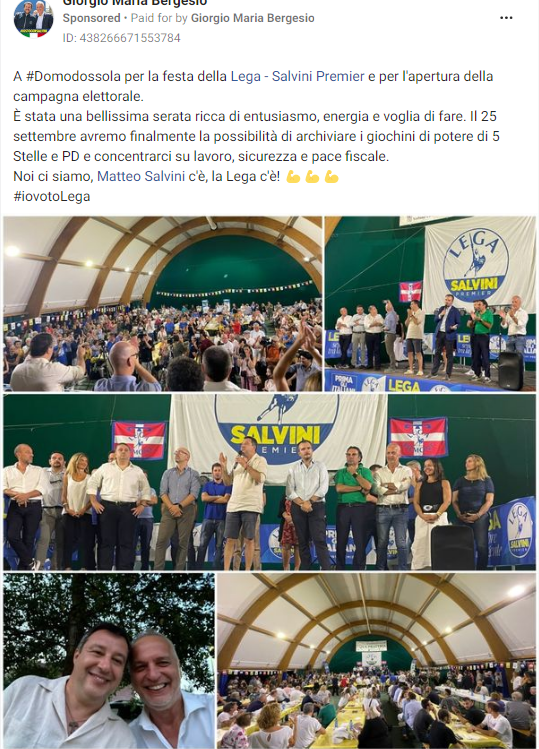 Giorgio Maria Bergesio
Sponsored • Paid for by Giorgio Maria Bergesio
ID: 438266671553784
A #Domodossola per la festa della Lega - Salvini Premier e per l'apertura della
campagna elettorale.
È stata una bellissima serata ricca di entusiasmo, energia e voglia di fare. Il 25
settembre avremo finalmente la possibilità di archiviare i giochini di potere di 5
Stelle e PD e concentrarci su lavoro, sicurezza e pace fiscale.
Noi ci siamo, Matteo Salvini c'è, la Lega c'è! 💪💪💪
#iovotoLega
LEGA
SALVINI
PREMIER
LEGA
SALVINI
PREMIER
LEGA
SALVINI